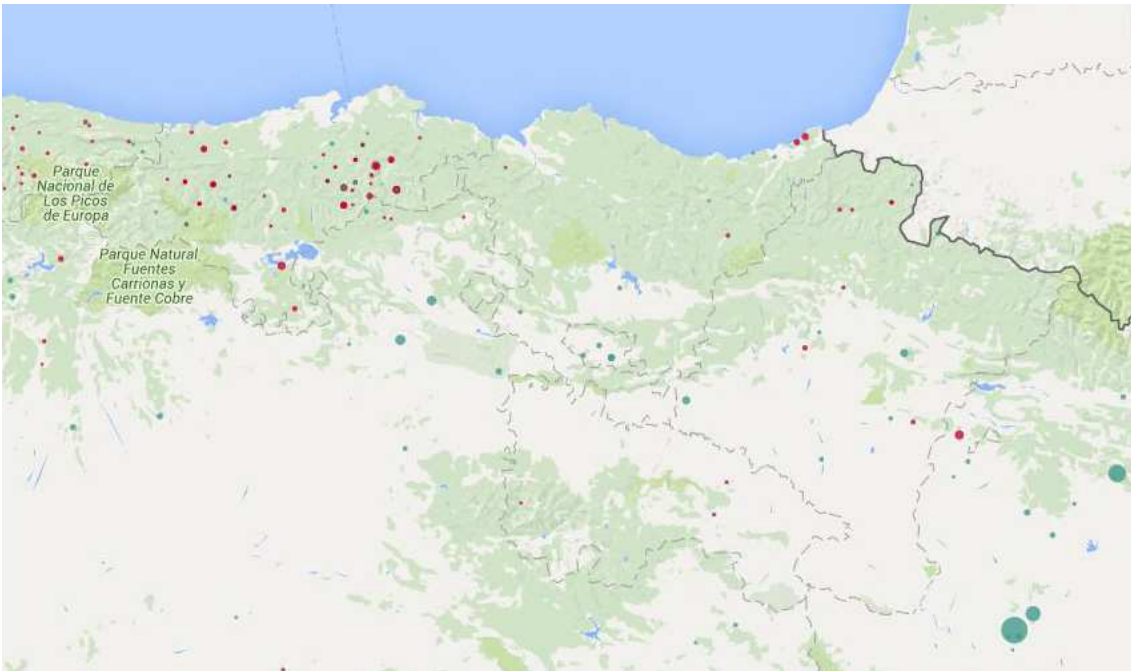 Parque
Nacional de
Los Picos
de Europa
Parque Natural
Fuentes
Carrionas y
Fuente Cobre